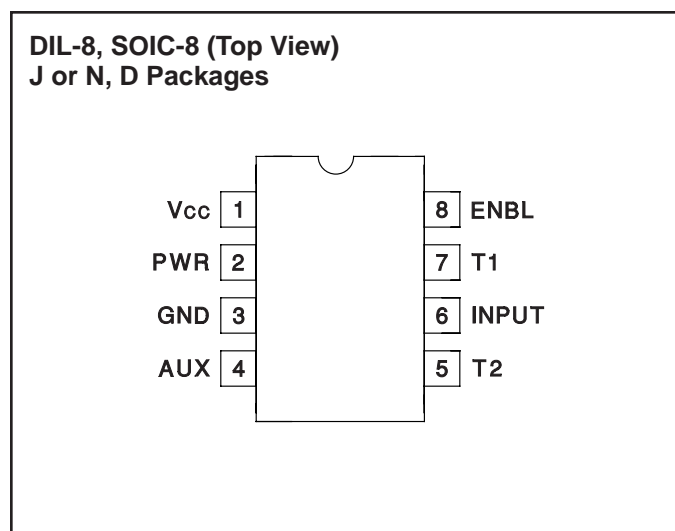 DIL-8, SOIC-8 (Top View)
J or N, D Packages
Vcc 1 8 ENBL
PWR 2 7 T1
GND 3 6 INPUT
AUX 4 5 T2